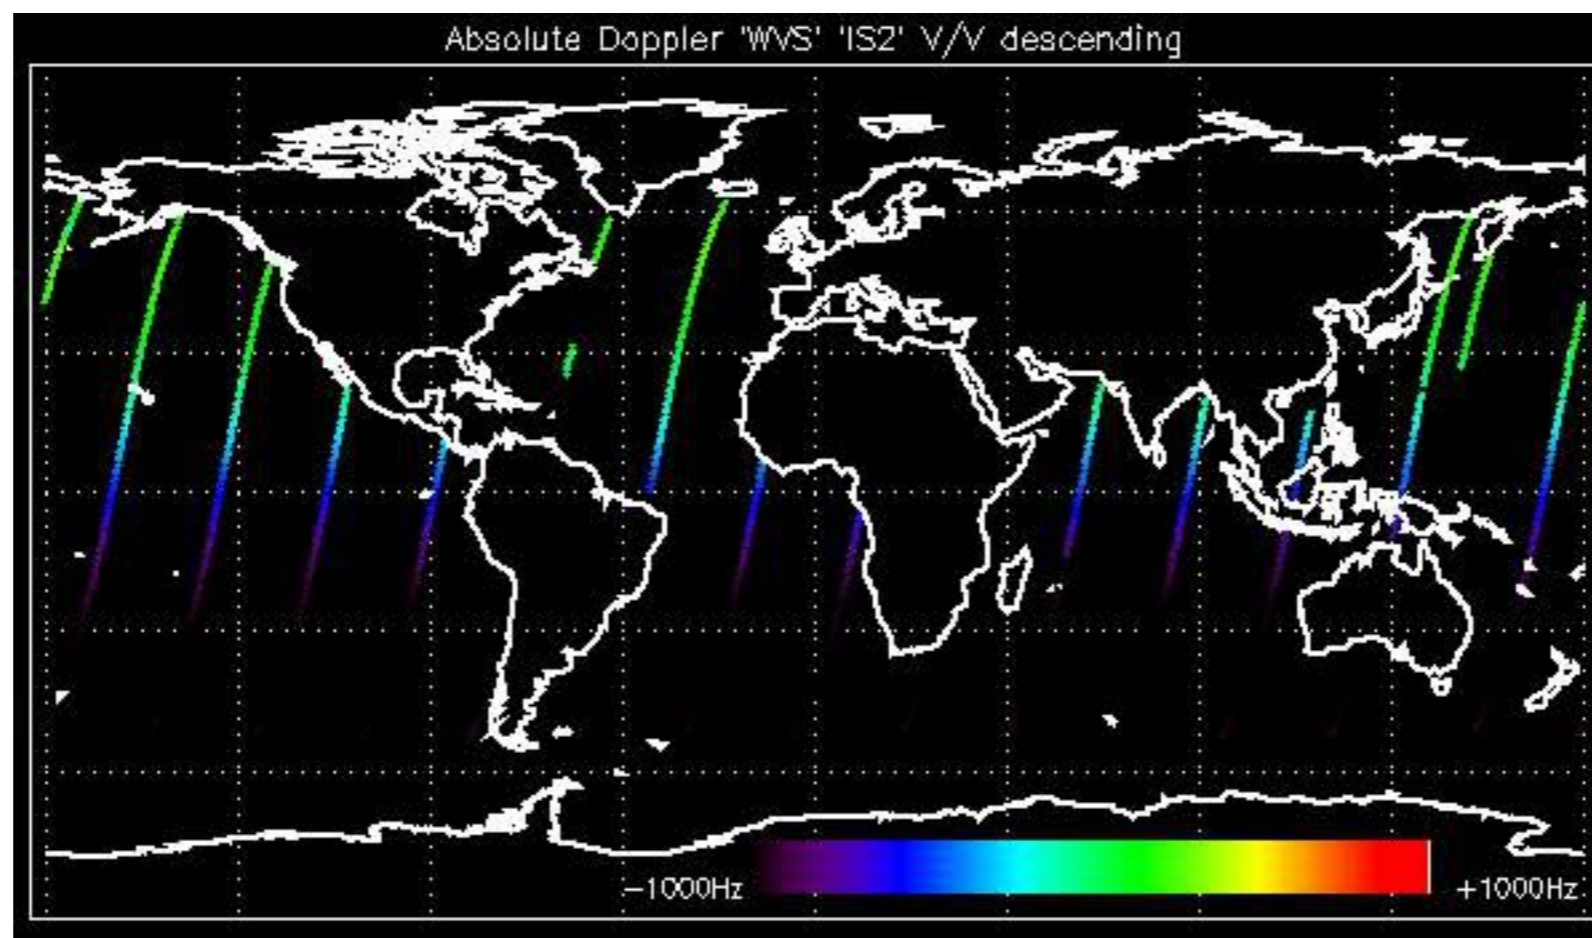 Absolute Doppler 'WVS' 'IS2' V/V descending
-1000Hz +1000Hz